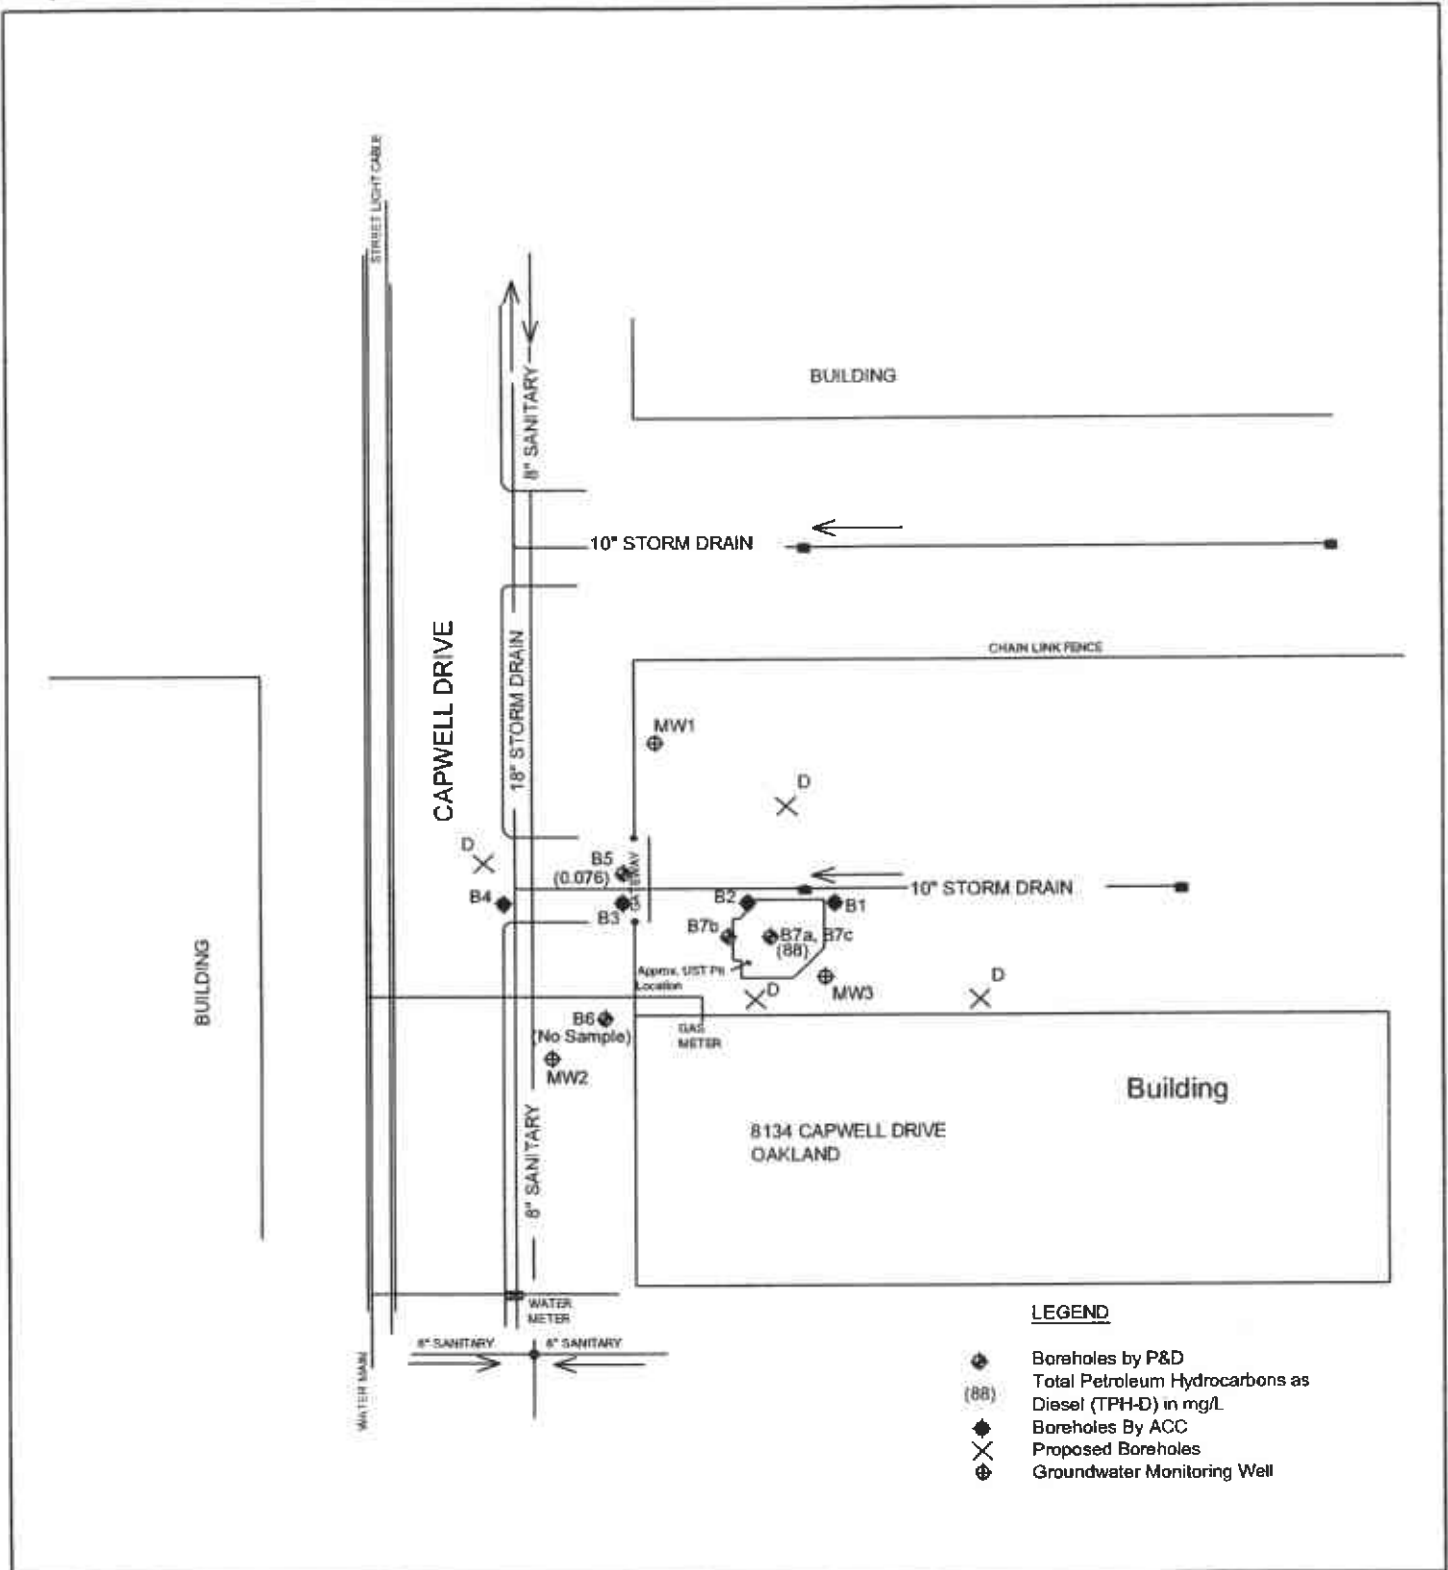 STREET LIGHT CABLE
8" SANITARY
BUILDING
10" STORM DRAIN
CAPWELL DRIVE
18" STORM DRAIN
CHAIN LINK FENCE
MW1
D
D
B5
(0.076)
B4
B3
B2
B1
10" STORM DRAIN
B7b
B7a, B7c
(88)
Approx. UST Pit
Location
D
MW3
D
BUILDING
B6
(No Sample)
MW2
GAS
METER
Building
8134 CAPWELL DRIVE
OAKLAND
8" SANITARY
WATER
METER
6" SANITARY
6" SANITARY
WATER MAIN
LEGEND
Boreholes by P&D
(88)
Total Petroleum Hydrocarbons as
Diesel (TPH-D) in mg/L
Boreholes By ACC
Proposed Boreholes
Groundwater Monitoring Well